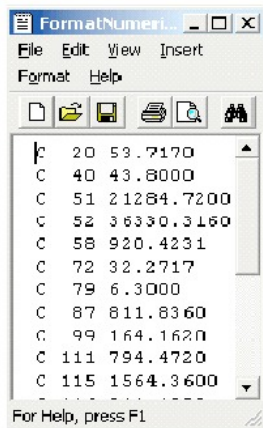 FormatNumeri...
File Edit View Insert
Format Help
C 20 53.7170
C 40 43.8000
C 51 21284.7200
C 52 36330.3160
C 58 920.4231
C 72 32.2717
C 79 6.3000
C 87 811.8360
C 99 164.1620
C 111 794.4720
C 115 1564.3600
For Help, press F1